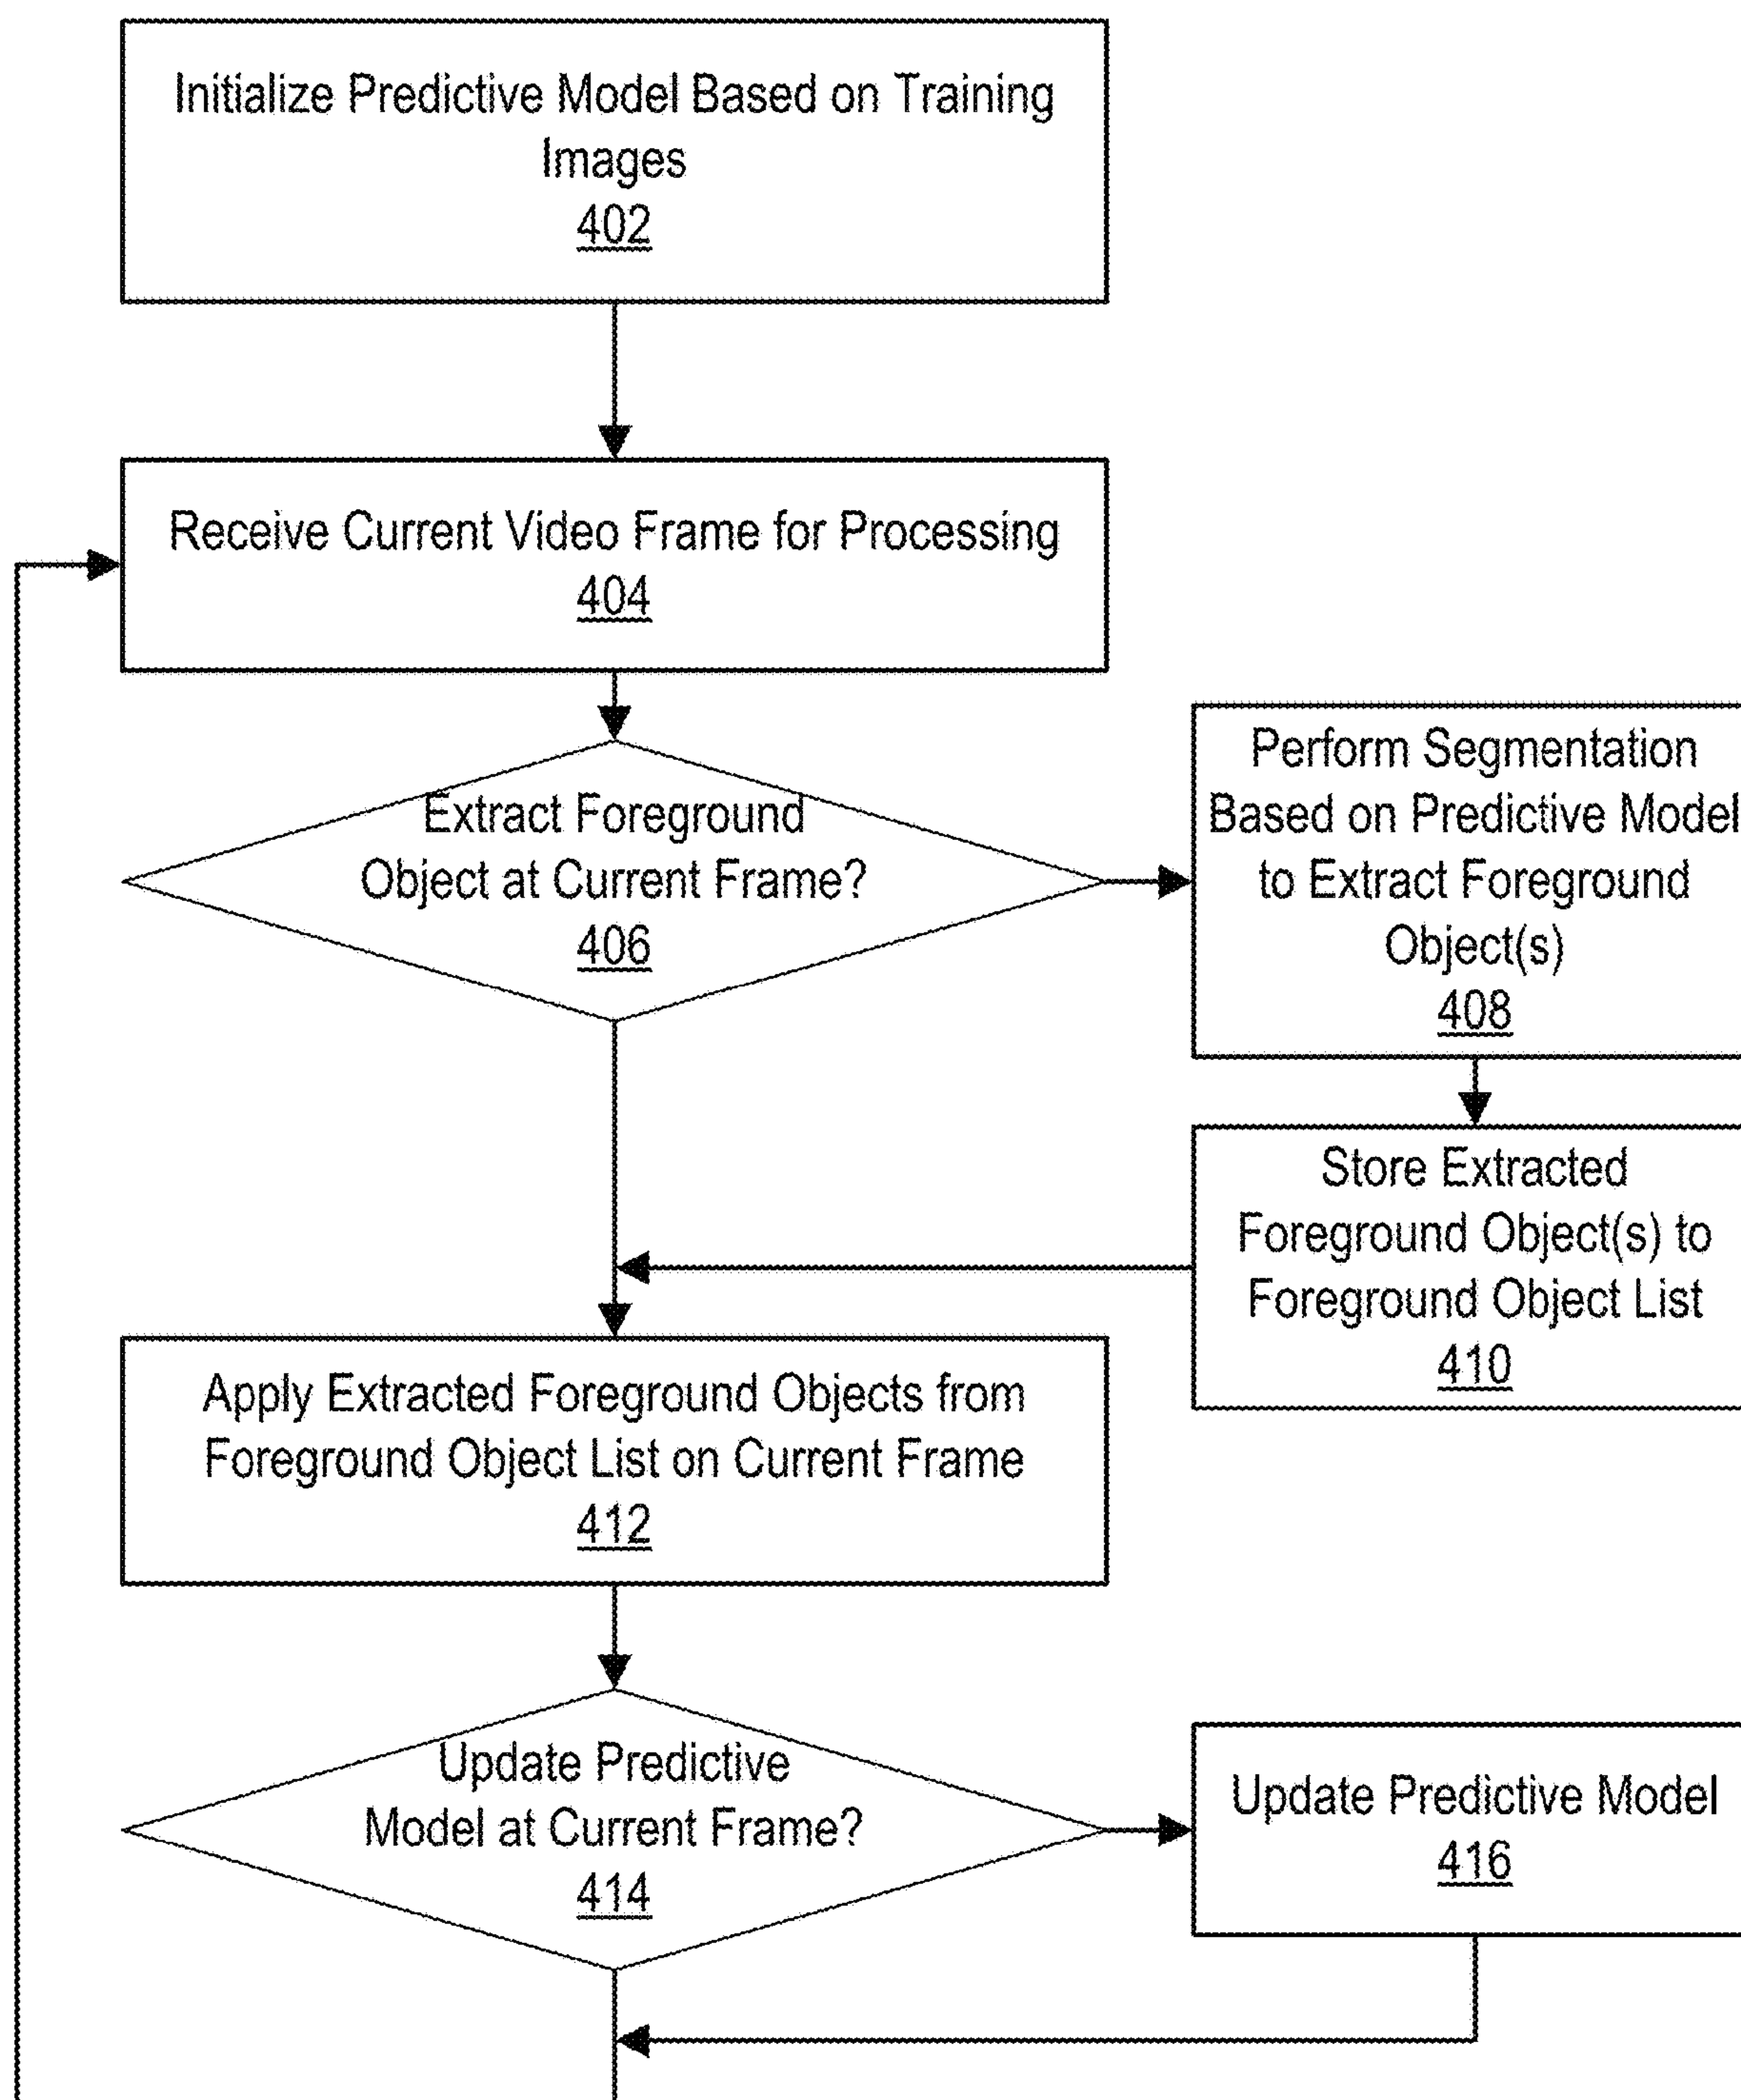 Initialize Predictive Model Based on Training
Images
402
Receive Current Video Frame for Processing
404
Extract Foreground
Object at Current Frame?
406
Perform Segmentation
Based on Predictive Model
to Extract Foreground
Object(s)
408
Store Extracted
Foreground Object(s) to
Foreground Object List
410
Apply Extracted Foreground Objects from
Foreground Object List on Current Frame
412
Update Predictive
Model at Current Frame?
414
Update Predictive Model
416